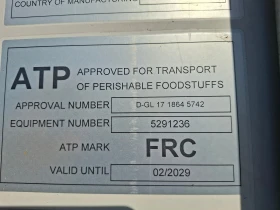 COUNTRY OF MANUFACTURING
ATP APPROVED FOR TRANSPORT
OF PERISHABLE FOODSTUFFS
APPROVAL NUMBER D-GL 17 1864 5742
EQUIPMENT NUMBER 5291236
ATP MARK FRC
VALID UNTIL 02/2029